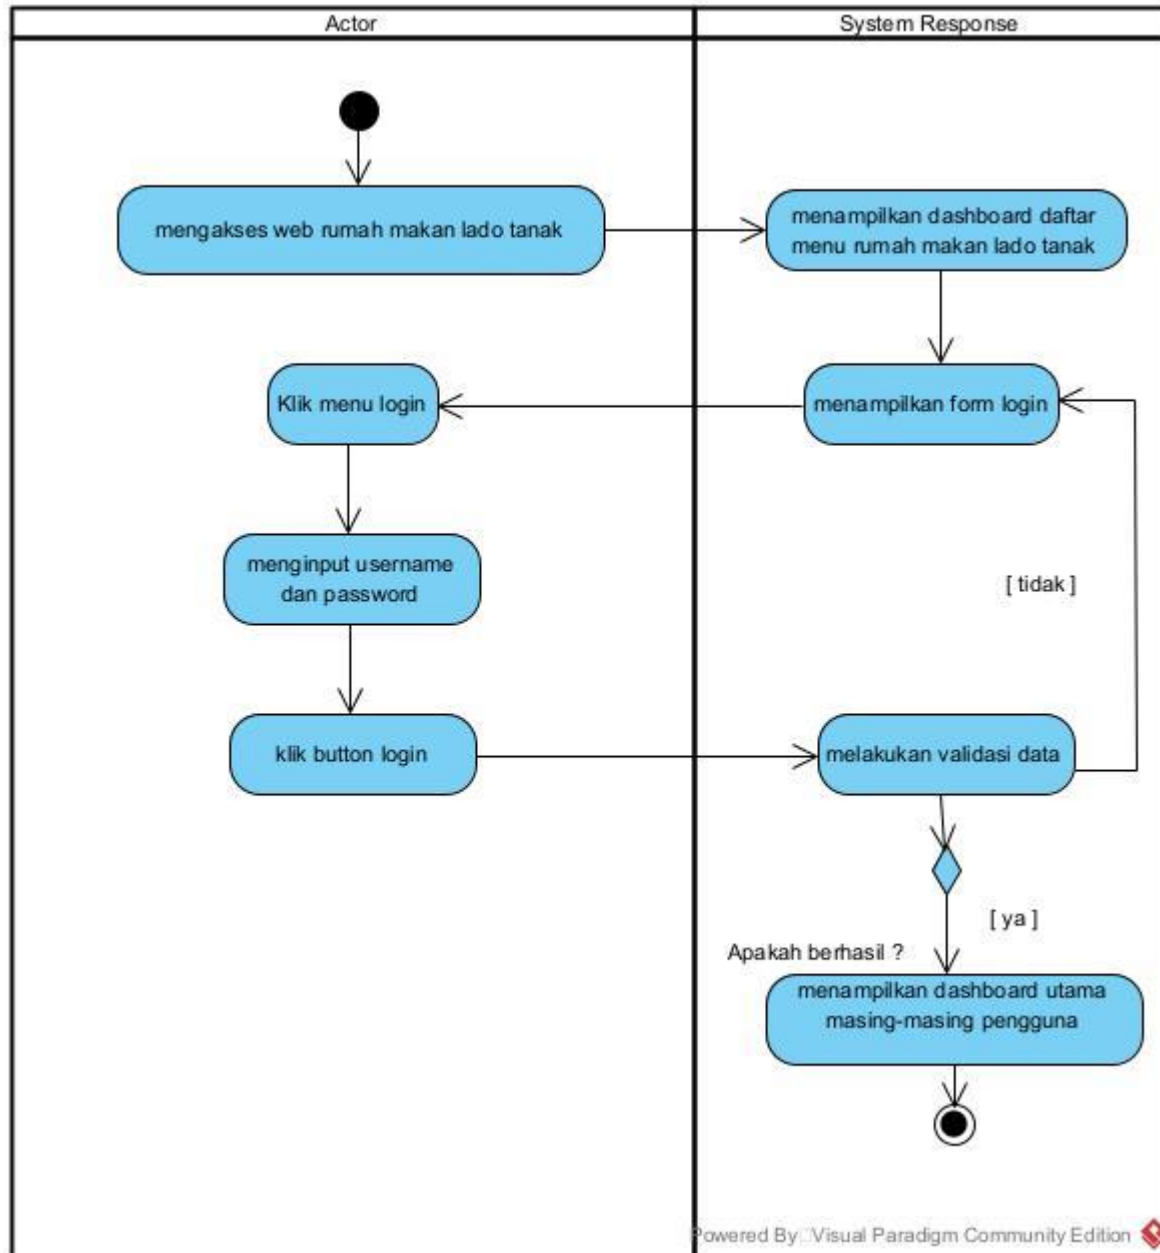 Actor
System Response
mengakses web rumah makan lado tanak
menampilkan dashboard daftar
menu rumah makan lado tanak
Klik menu login
menampilkan form login
menginput username
dan password
[ tidak ]
klik button login
melakukan validasi data
[ ya ]
Apakah berhasil ?
menampilkan dashboard utama
masing-masing pengguna
Powered By Visual Paradigm Community Edition